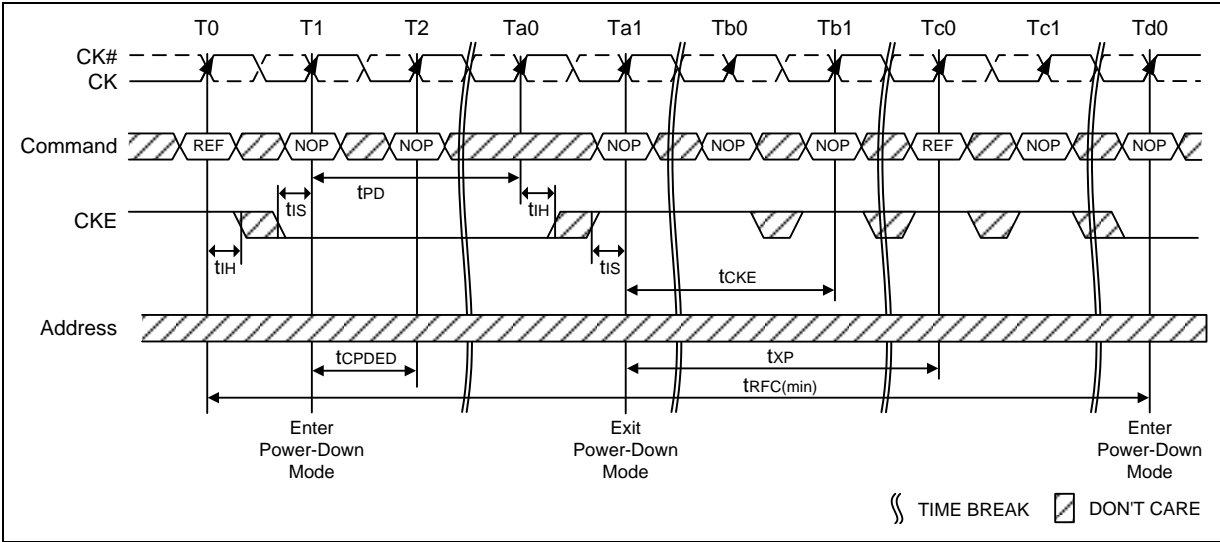 T0 T1 T2 Ta0 Ta1 Tb0 Tb1 Tc0 Tc1 Td0
CK#
CK
Command REF NOP NOP NOP NOP NOP REF NOP NOP
tIS tPD tIH
CKE
tIH tIS
tCKE
Address
tCPDED tXP
tRFC(min)
Enter
Power-Down
Mode
Exit
Power-Down
Mode
Enter
Power-Down
Mode
TIME BREAK DON'T CARE